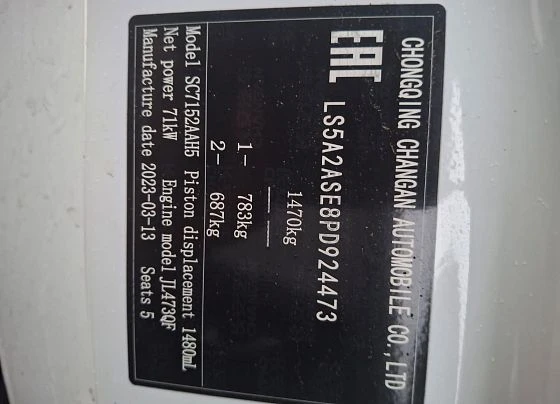 CHONGQING CHANGAN AUTOMOBILE CO.,LTD
EAC LS5A2ASE8PD924473
1470kg
1- 783kg
2- 687kg
Model SC7152AAH5 Piston displacement 1480mL
Net power 71kW Engine model JL473QF
Manufacture date 2023-03-13 Seats 5